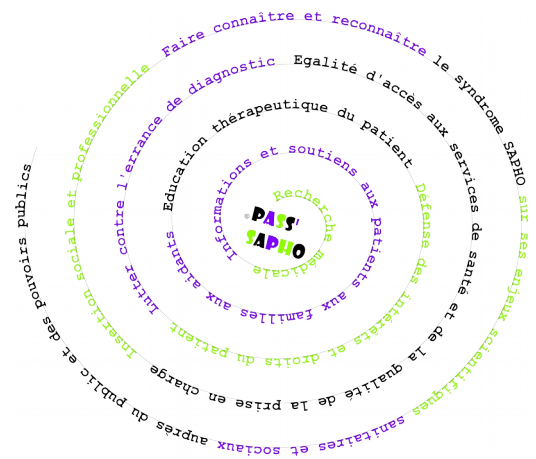 © PASS'
SAPHO
Recherche médicale
Informations et soutiens aux patients aux familles aux aidants
Education thérapeutique du patient
Défense des intérêts et droits du patient
Lutter contre l'errance de diagnostic
Egalité d'accès aux services de santé et de la qualité de la prise en charge
Insertion sociale et professionnelle
Faire connaître et reconnaître le syndrome SAPHO sur ses enjeux scientifiques sanitaires et sociaux auprès du public et des pouvoirs publics